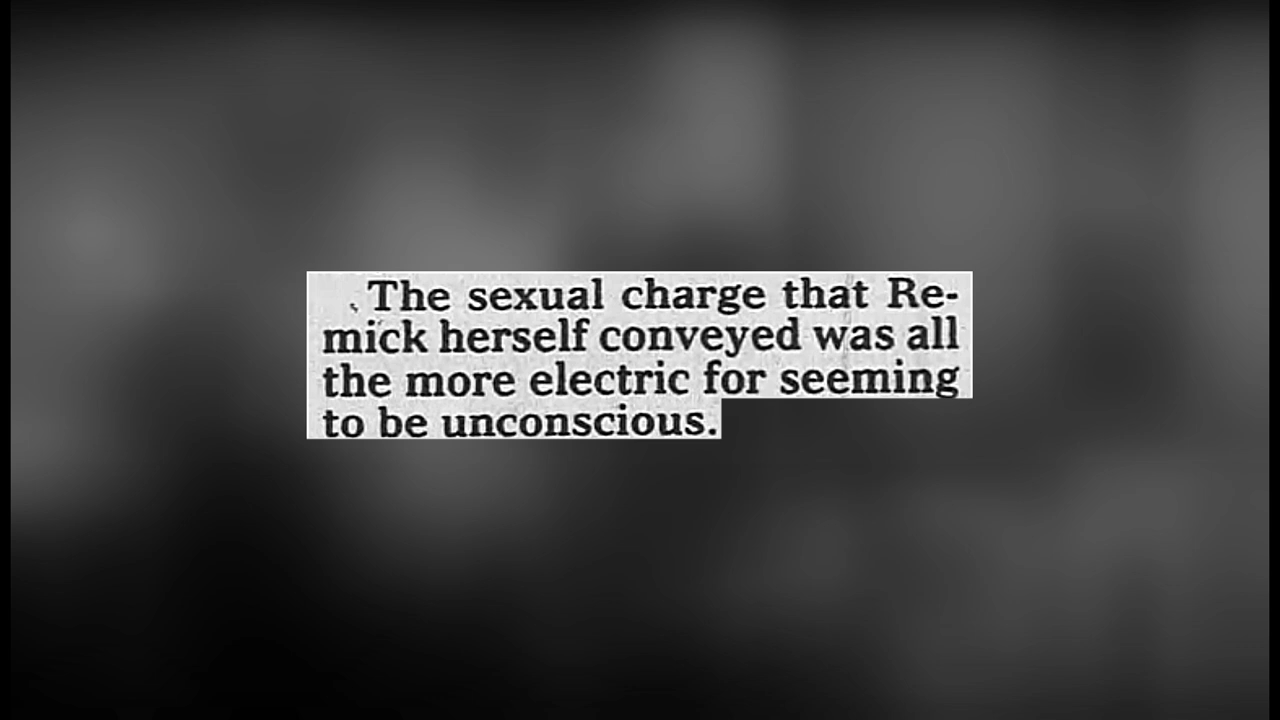 The sexual charge that Re-
mick herself conveyed was all
the more electric for seeming
to be unconscious.